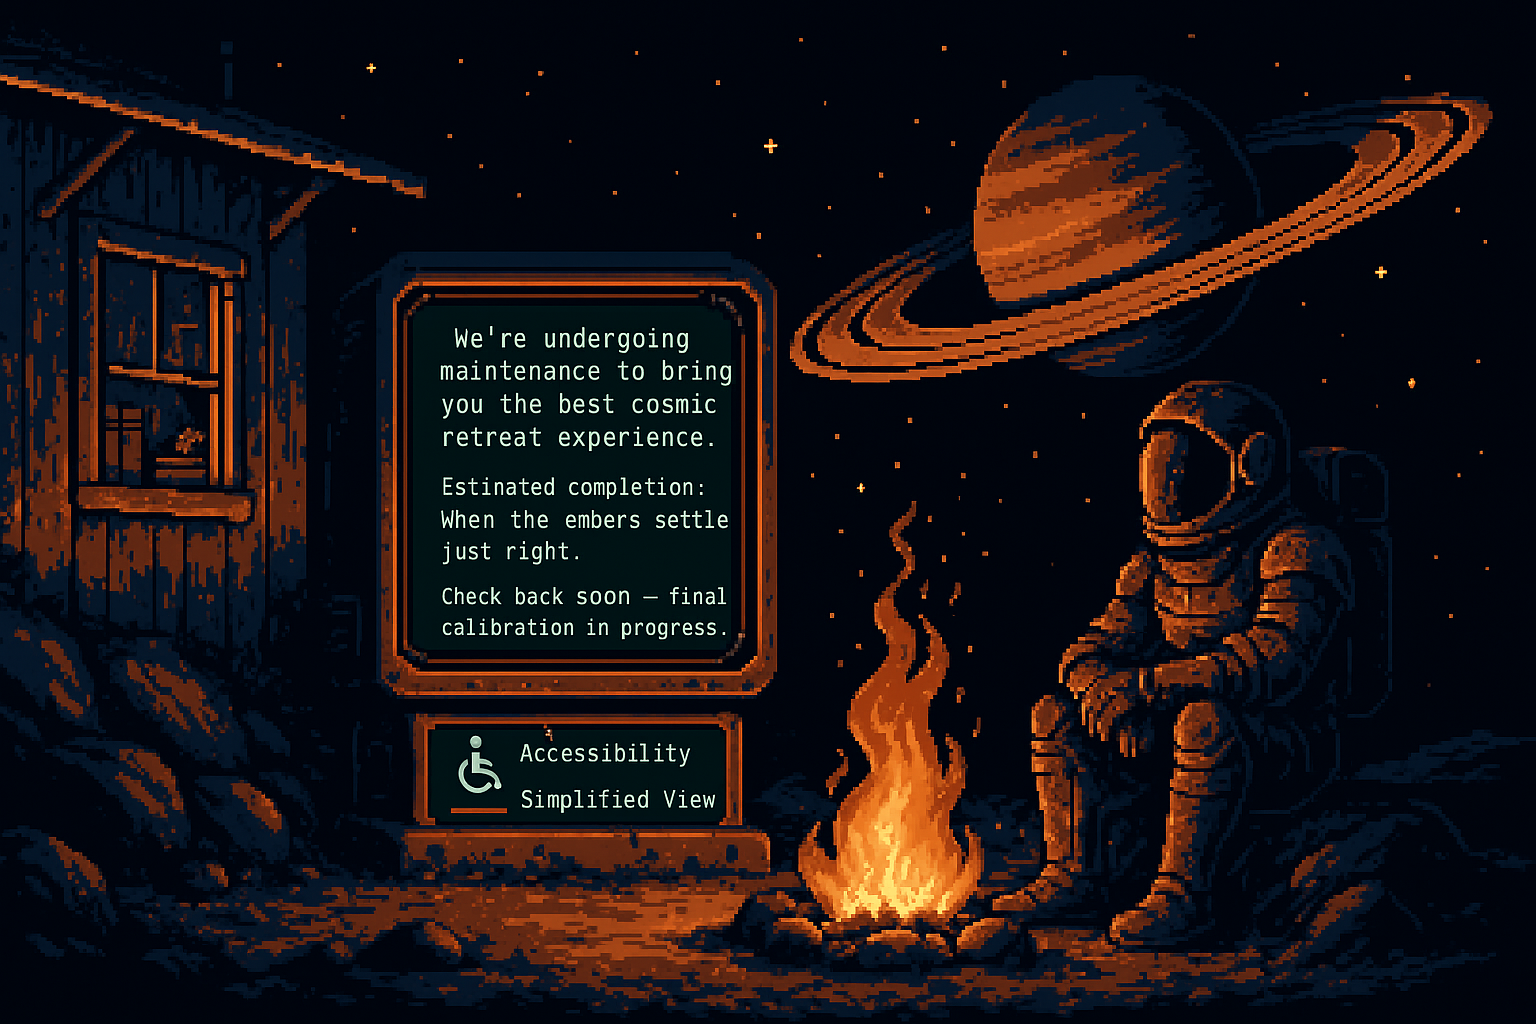 We're undergoing
maintenance to bring
you the best cosmic
retreat experience.
Estinated completion:
When the embers settle
just right.
Check back soon — final
calibration in progress.
Accessibility
Simplified View